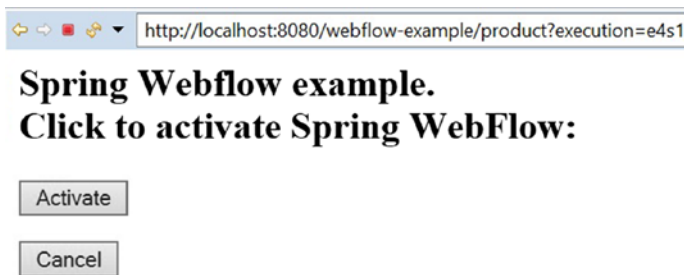 http://localhost:8080/webflow-example/product?execution=e4s1
Spring Webflow example.
Click to activate Spring WebFlow:
Activate
Cancel